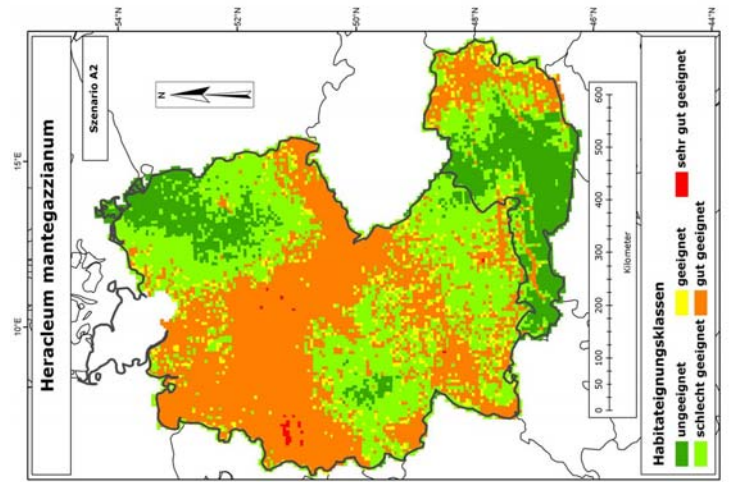 Heracleum mantegazzianum
Szenario A2
10°E
15°E
54°N
52°N
50°N
48°N
46°N
44°N
N
0 50 100 200 300 400 500 600
Kilometer
Habitateignungsklassen
ungeeignet
geeignet
sehr gut geeignet
schlecht geeignet
gut geeignet